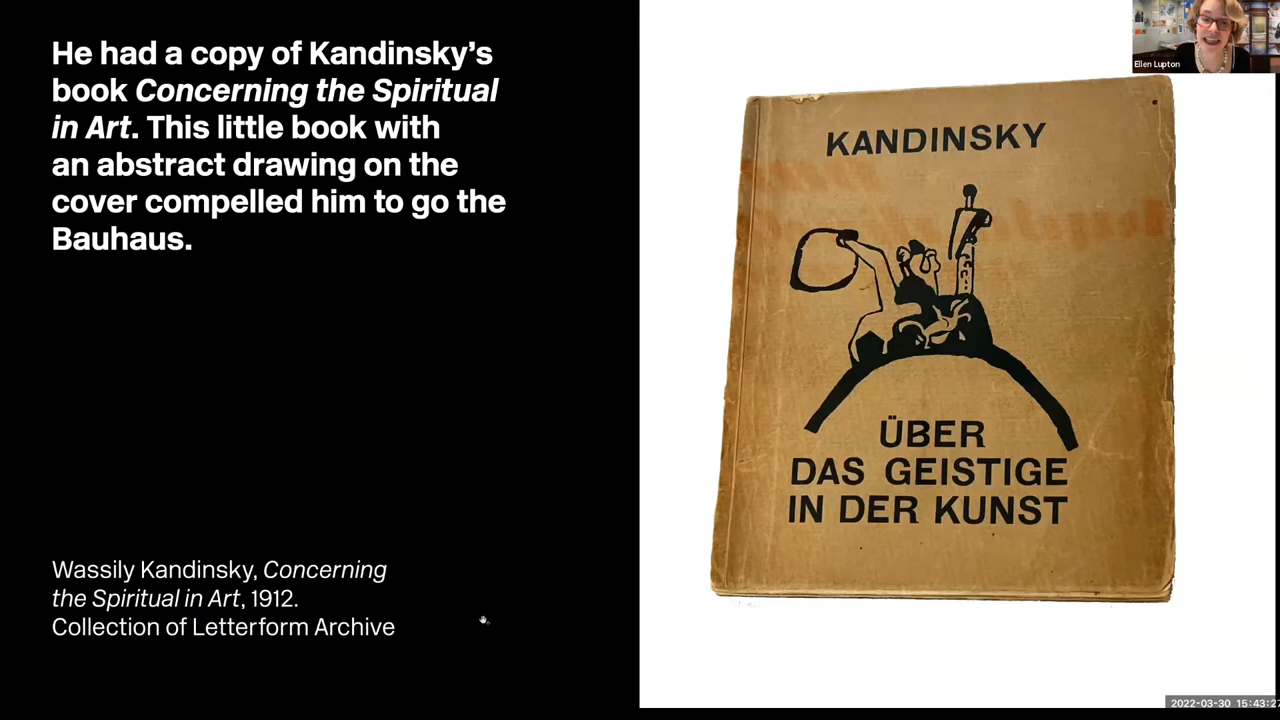 He had a copy of Kandinsky’s
book Concerning the Spiritual
in Art. This little book with
an abstract drawing on the
cover compelled him to go the
Bauhaus.
Wassily Kandinsky, Concerning
the Spiritual in Art, 1912.
Collection of Letterform Archive
KANDINSKY
ÜBER
DAS GEISTIGE
IN DER KUNST
Ellen Lupton
2022-03-30 15:43:2